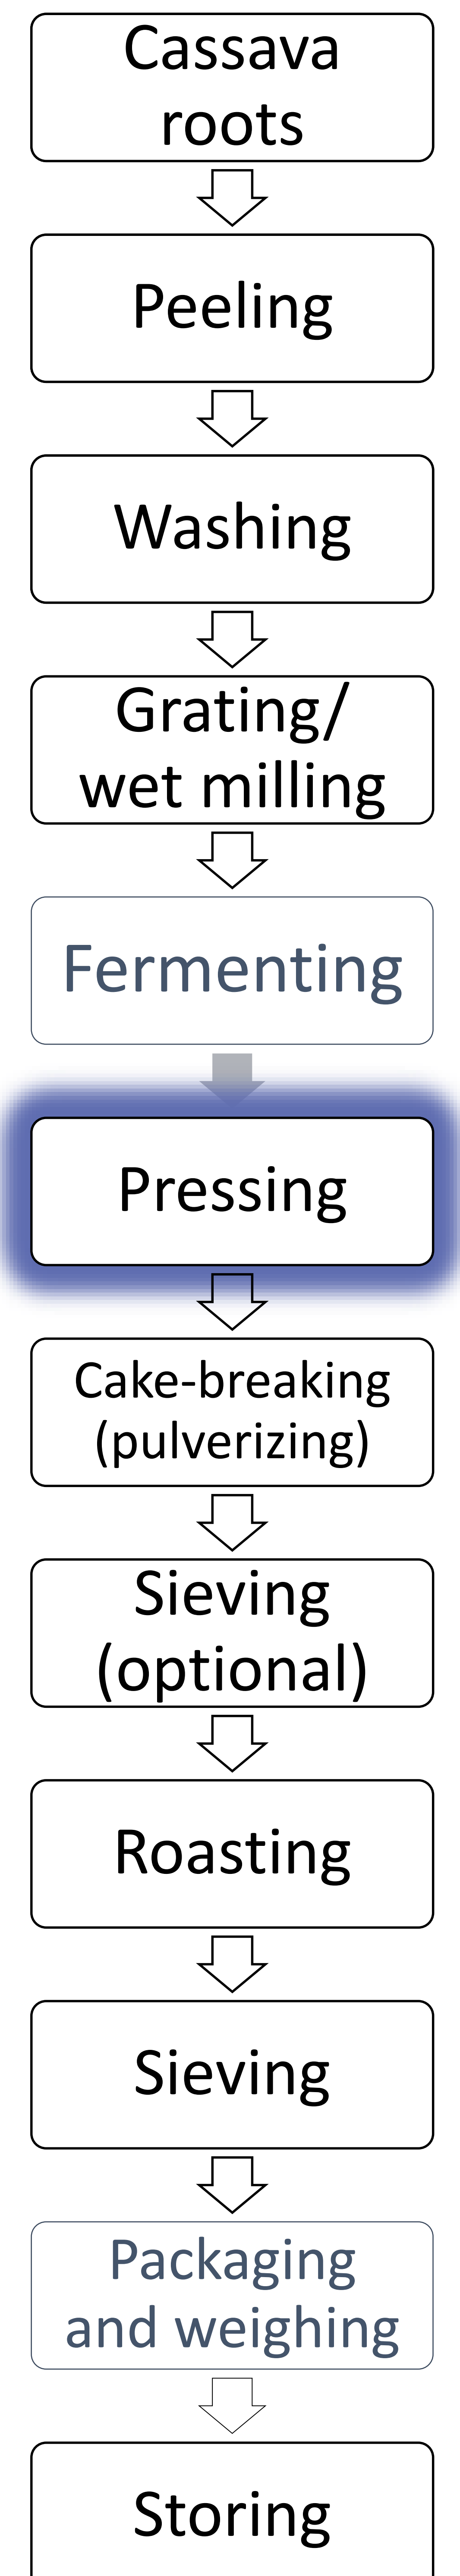 Cassava
roots
Peeling
Washing
Grating/
wet milling
Fermenting
Pressing
Cake-breaking
(pulverizing)
Sieving
(optional)
Roasting
Sieving
Packaging
and weighing
Storing